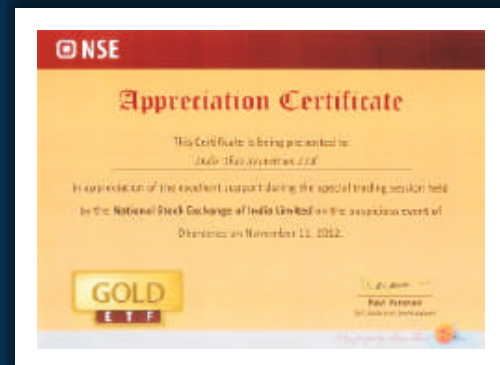 NSE
Appreciation Certificate
This Certificate is being presented to
In appreciation of the excellent support during the special trading session held
by the National Stock Exchange of India Limited on the auspicious event of
Dhanteras on November 11, 2012.
GOLD
ETF
Ravi